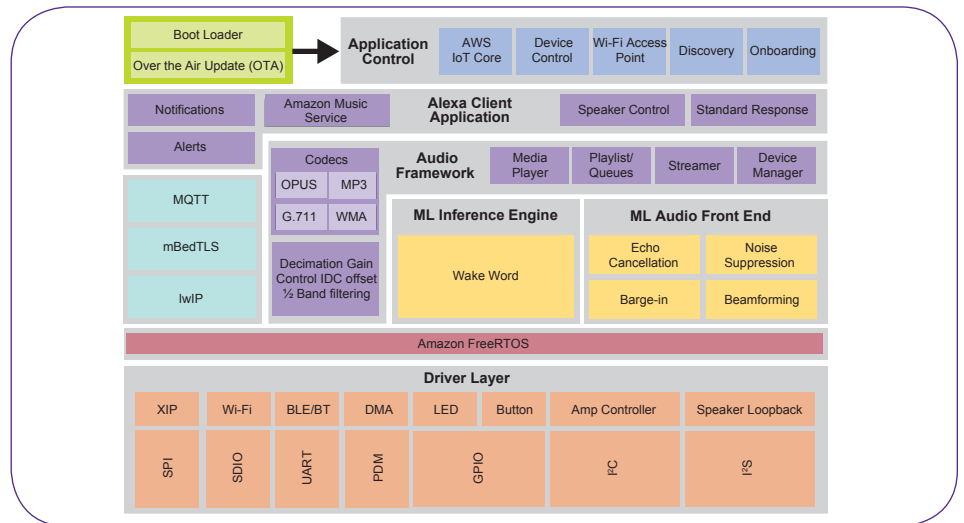 Boot Loader
Over the Air Update (OTA)
Application
Control
AWS
IoT Core
Device
Control
Wi-Fi Access
Point
Discovery
Onboarding
Notifications
Alerts
Amazon Music
Service
Alexa Client
Application
Speaker Control
Standard Response
Codecs
OPUS
MP3
G.711
WMA
Audio
Framework
Media
Player
Playlist/
Queues
Streamer
Device
Manager
MQTT
mBedTLS
lwIP
Decimation Gain
Control IDC offset
½ Band filtering
ML Inference Engine
Wake Word
ML Audio Front End
Echo
Cancellation
Noise
Suppression
Barge-in
Beamforming
Amazon FreeRTOS
Driver Layer
XIP
Wi-Fi
BLE/BT
DMA
LED
Button
Amp Controller
Speaker Loopback
SPI
SDIO
UART
PDM
GPIO
I²C
I²S